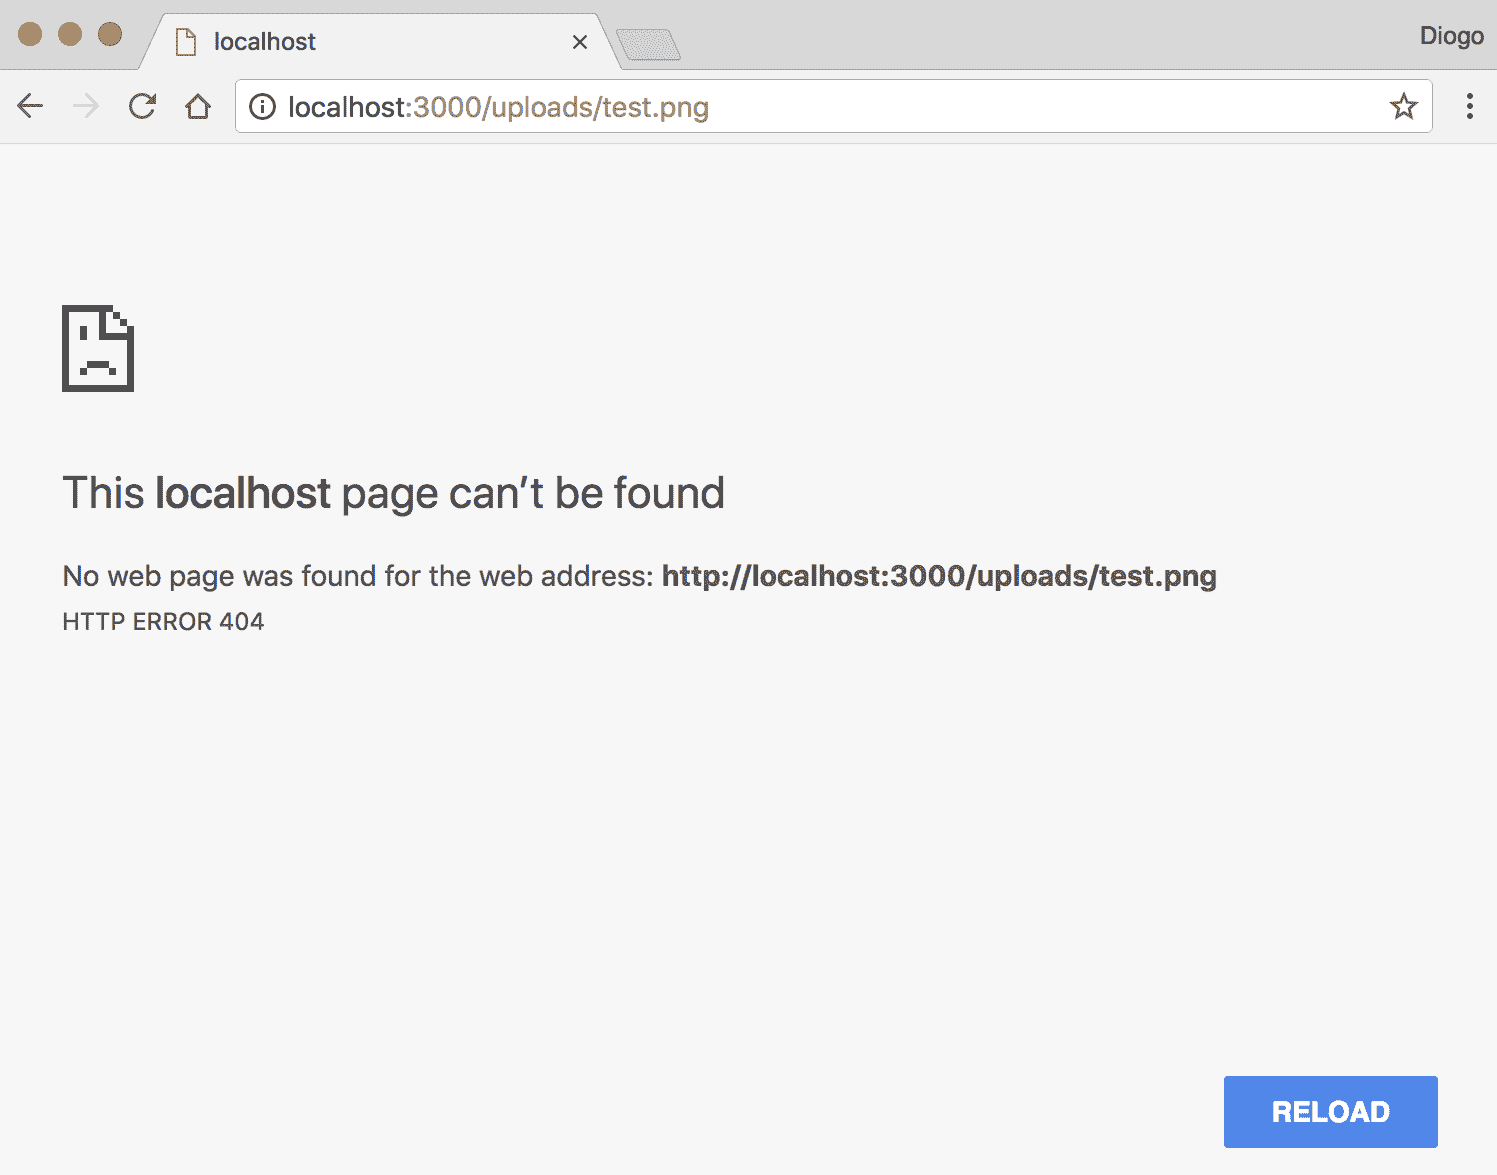 localhost
Diogo
localhost:3000/uploads/test.png
This localhost page can't be found
No web page was found for the web address: http://localhost:3000/uploads/test.png
HTTP ERROR 404
RELOAD